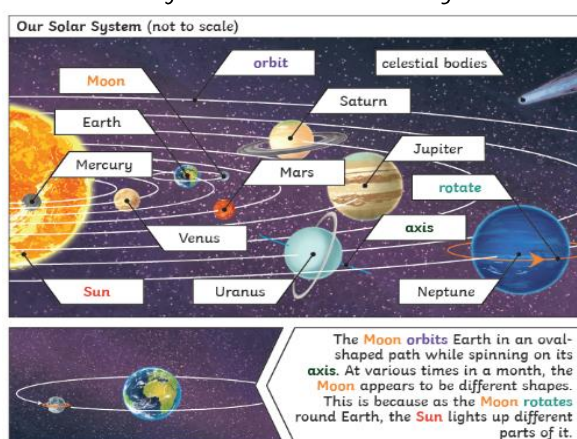 Our Solar System (not to scale)
orbit
celestial bodies
Moon
Saturn
Earth
Jupiter
Mercury
Mars
rotate
Venus
axis
Sun
Uranus
Neptune
The Moon orbits Earth in an oval-
shaped path while spinning on its
axis. At various times in a month, the
Moon appears to be different shapes.
This is because as the Moon rotates
round Earth, the Sun lights up different
parts of it.